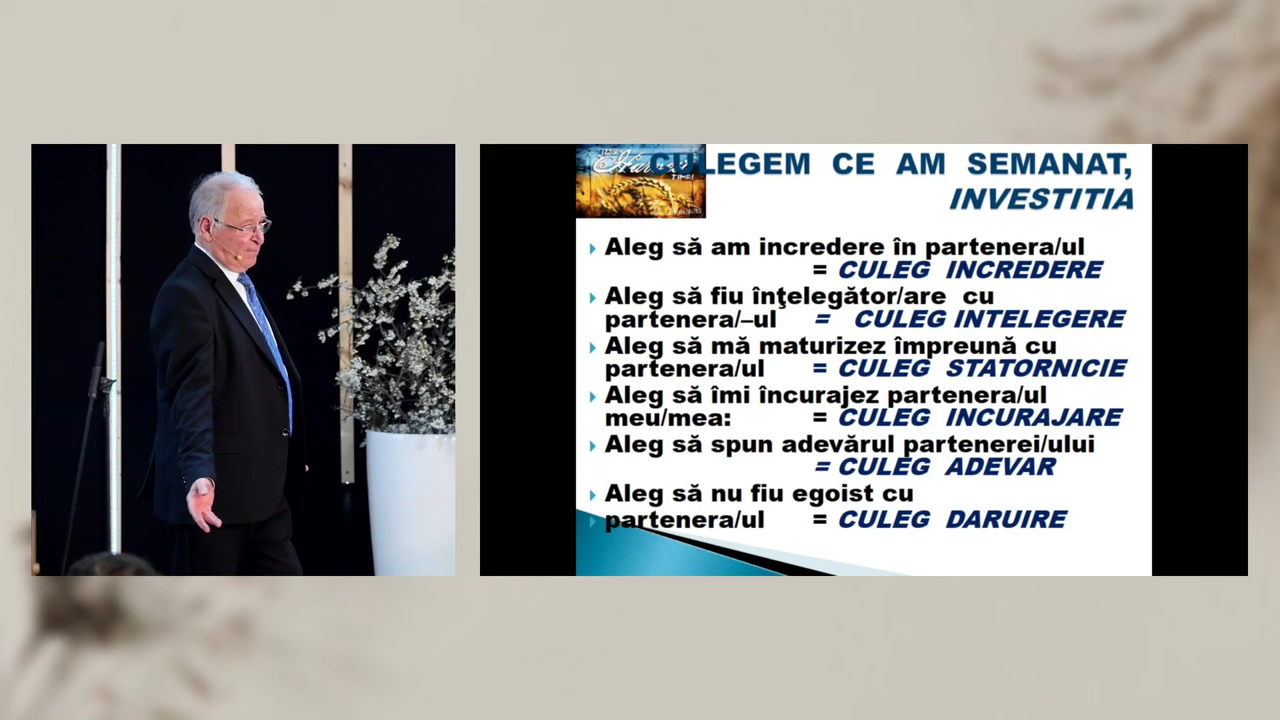 CULEGEM CE AM SEMANAT,
INVESTITIA
Aleg să am incredere în partenera/ul
= CULEG INCREDERE
Aleg să fiu înţelegător/are cu
partenera/–ul = CULEG INTELEGERE
Aleg să mă maturizez împreună cu
partenera/ul = CULEG STATORNICIE
Aleg să îmi încurajez partenera/ul
meu/mea: = CULEG INCURAJARE
Aleg să spun adevărul partenerei/ului
= CULEG ADEVAR
Aleg să nu fiu egoist cu
partenera/ul = CULEG DARUIRE